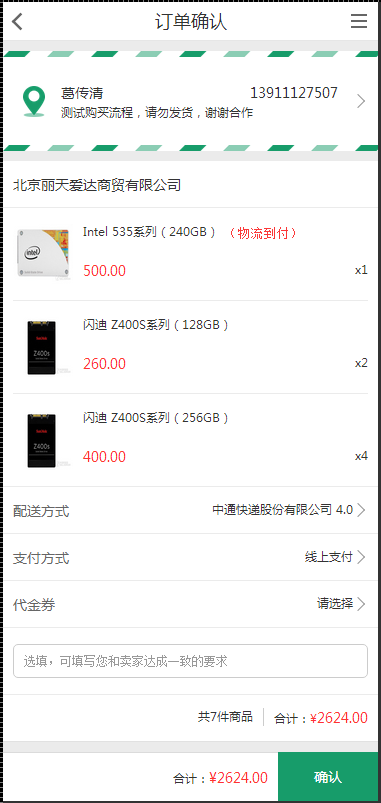 订单确认
葛传清 13911127507
测试购买流程，请勿发货，谢谢合作
北京丽天爱达商贸有限公司
Intel 535系列（240GB）（物流到付）
intel
500.00 x1
闪迪 Z400S系列（128GB）
SanDisk
Z400s
260.00 x2
闪迪 Z400S系列（256GB）
SanDisk
Z400s
400.00 x4
配送方式 中通快递股份有限公司 4.0
支付方式 线上支付
代金券 请选择
选填，可填写您和卖家达成一致的要求
共7件商品 合计：¥2624.00
合计：¥2624.00 确认